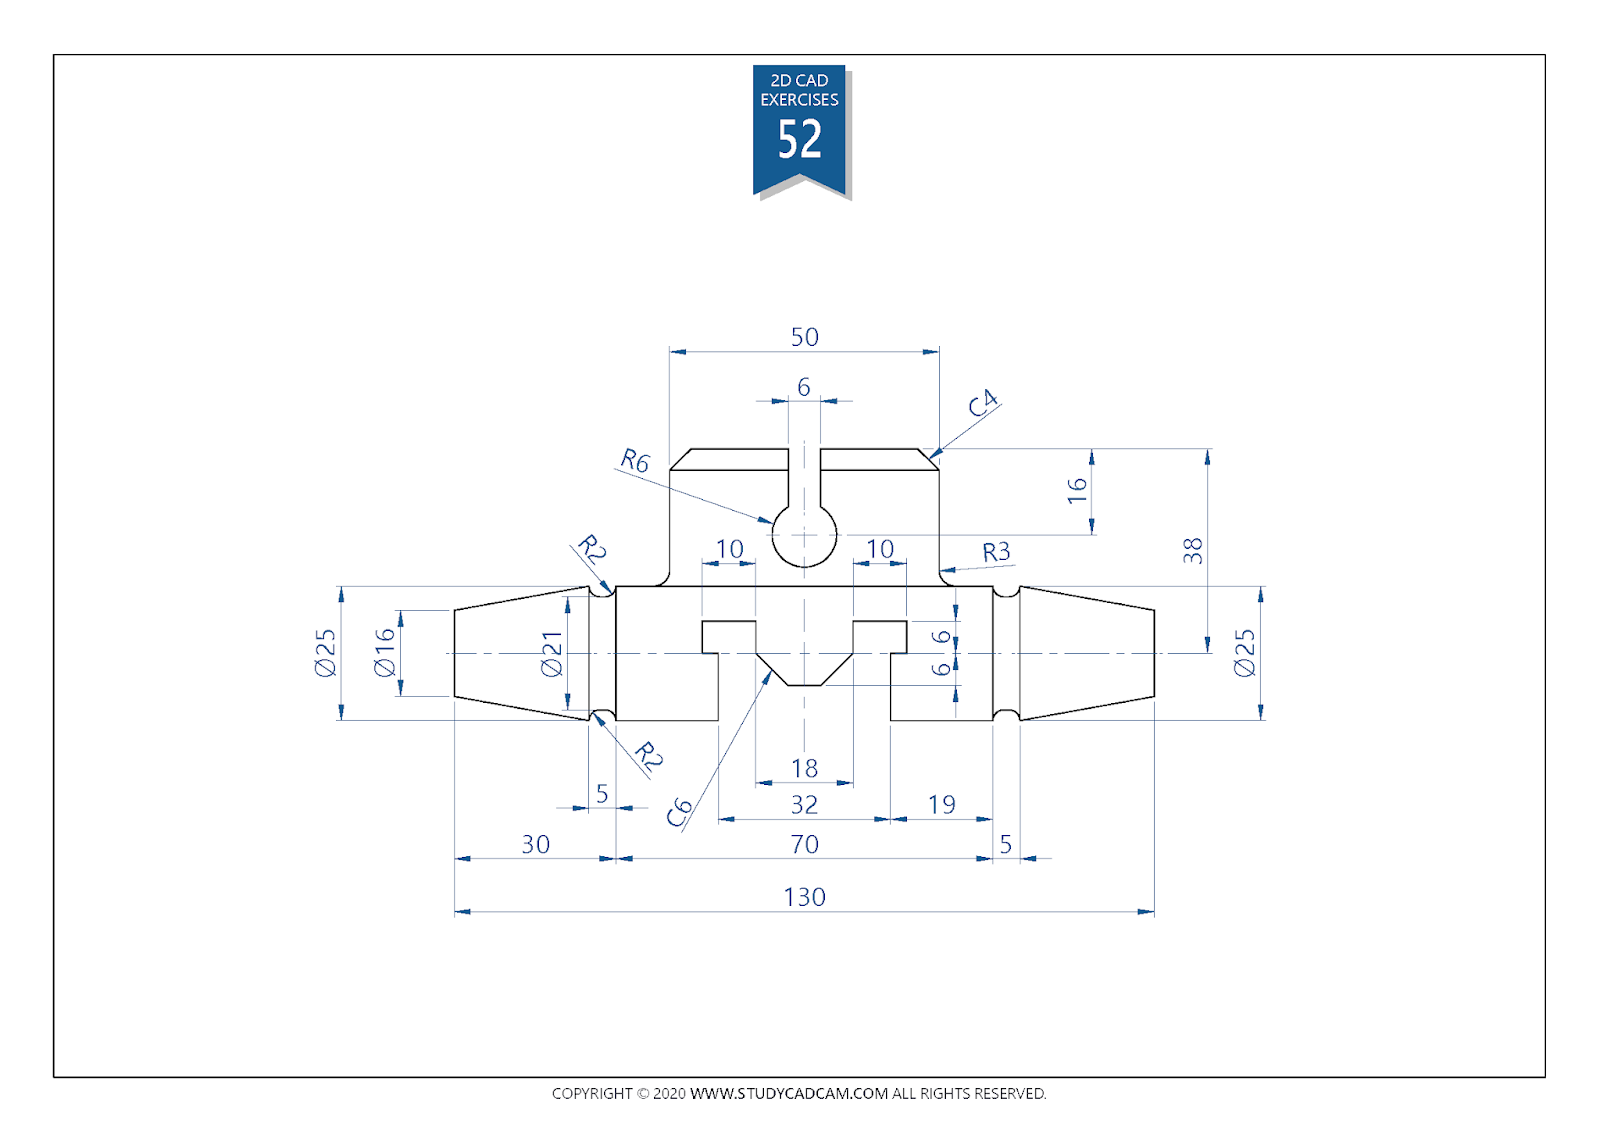 2D CAD
EXERCISES
52
50
6
C4
R6
16
R2
10
10
R3
38
Ø25
Ø16
Ø21
6
6
Ø25
R2
18
5
C6
32
19
30
70
5
130
COPYRIGHT © 2020 WWW.STUDYCADCAM.COM ALL RIGHTS RESERVED.